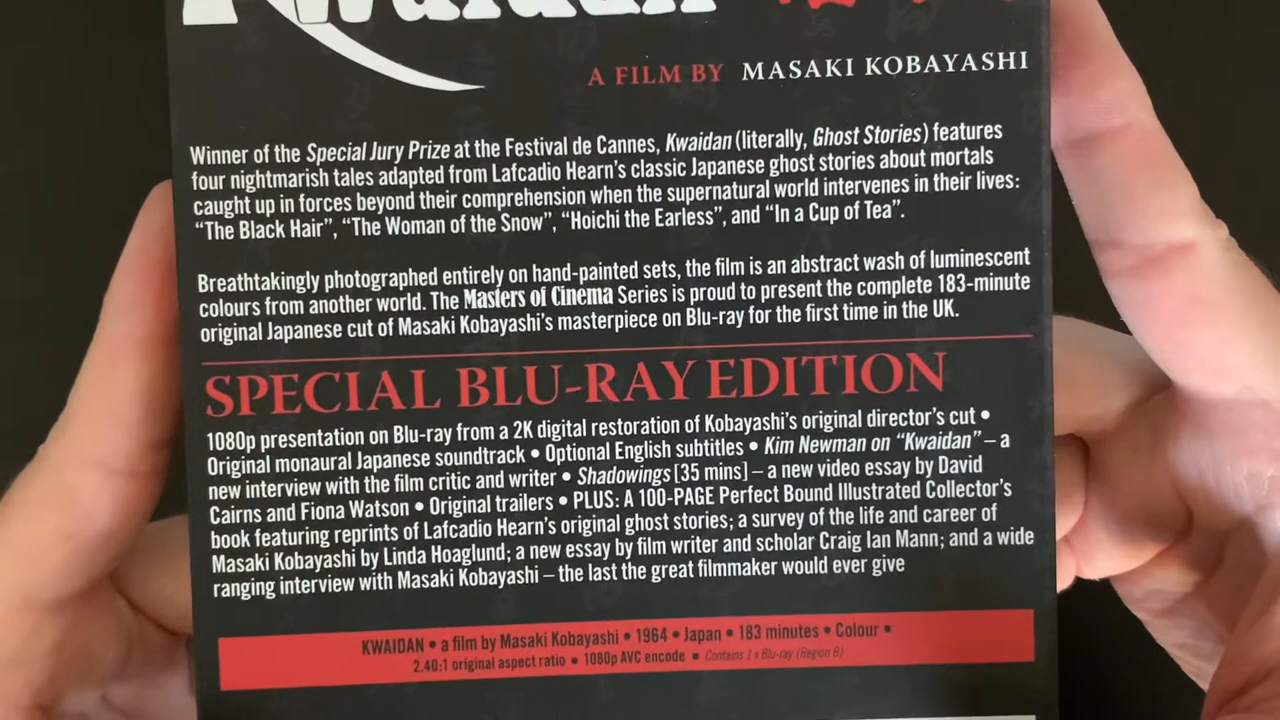 Kwaidan
A FILM BY MASAKI KOBAYASHI
Winner of the Special Jury Prize at the Festival de Cannes, Kwaidan (literally, Ghost Stories) features
four nightmarish tales adapted from Lafcadio Hearn's classic Japanese ghost stories about mortals
caught up in forces beyond their comprehension when the supernatural world intervenes in their lives:
“The Black Hair”, “The Woman of the Snow”, “Hoichi the Earless”, and “In a Cup of Tea”.
Breathtakingly photographed entirely on hand-painted sets, the film is an abstract wash of luminescent
colours from another world. The Masters of Cinema Series is proud to present the complete 183-minute
original Japanese cut of Masaki Kobayashi's masterpiece on Blu-ray for the first time in the UK.
SPECIAL BLU-RAY EDITION
1080p presentation on Blu-ray from a 2K digital restoration of Kobayashi's original director's cut •
Original monaural Japanese soundtrack • Optional English subtitles • Kim Newman on “Kwaidan” – a
new interview with the film critic and writer • Shadowings [35 mins] – a new video essay by David
Cairns and Fiona Watson • Original trailers • PLUS: A 100-PAGE Perfect Bound Illustrated Collector's
book featuring reprints of Lafcadio Hearn's original ghost stories; a survey of the life and career of
Masaki Kobayashi by Linda Hoaglund; a new essay by film writer and scholar Craig Ian Mann; and a wide
ranging interview with Masaki Kobayashi – the last the great filmmaker would ever give
KWAIDAN • a film by Masaki Kobayashi • 1964 • Japan • 183 minutes • Colour •
2.40:1 original aspect ratio • 1080p AVC encode • Contains 1 x Blu-ray (Region B)